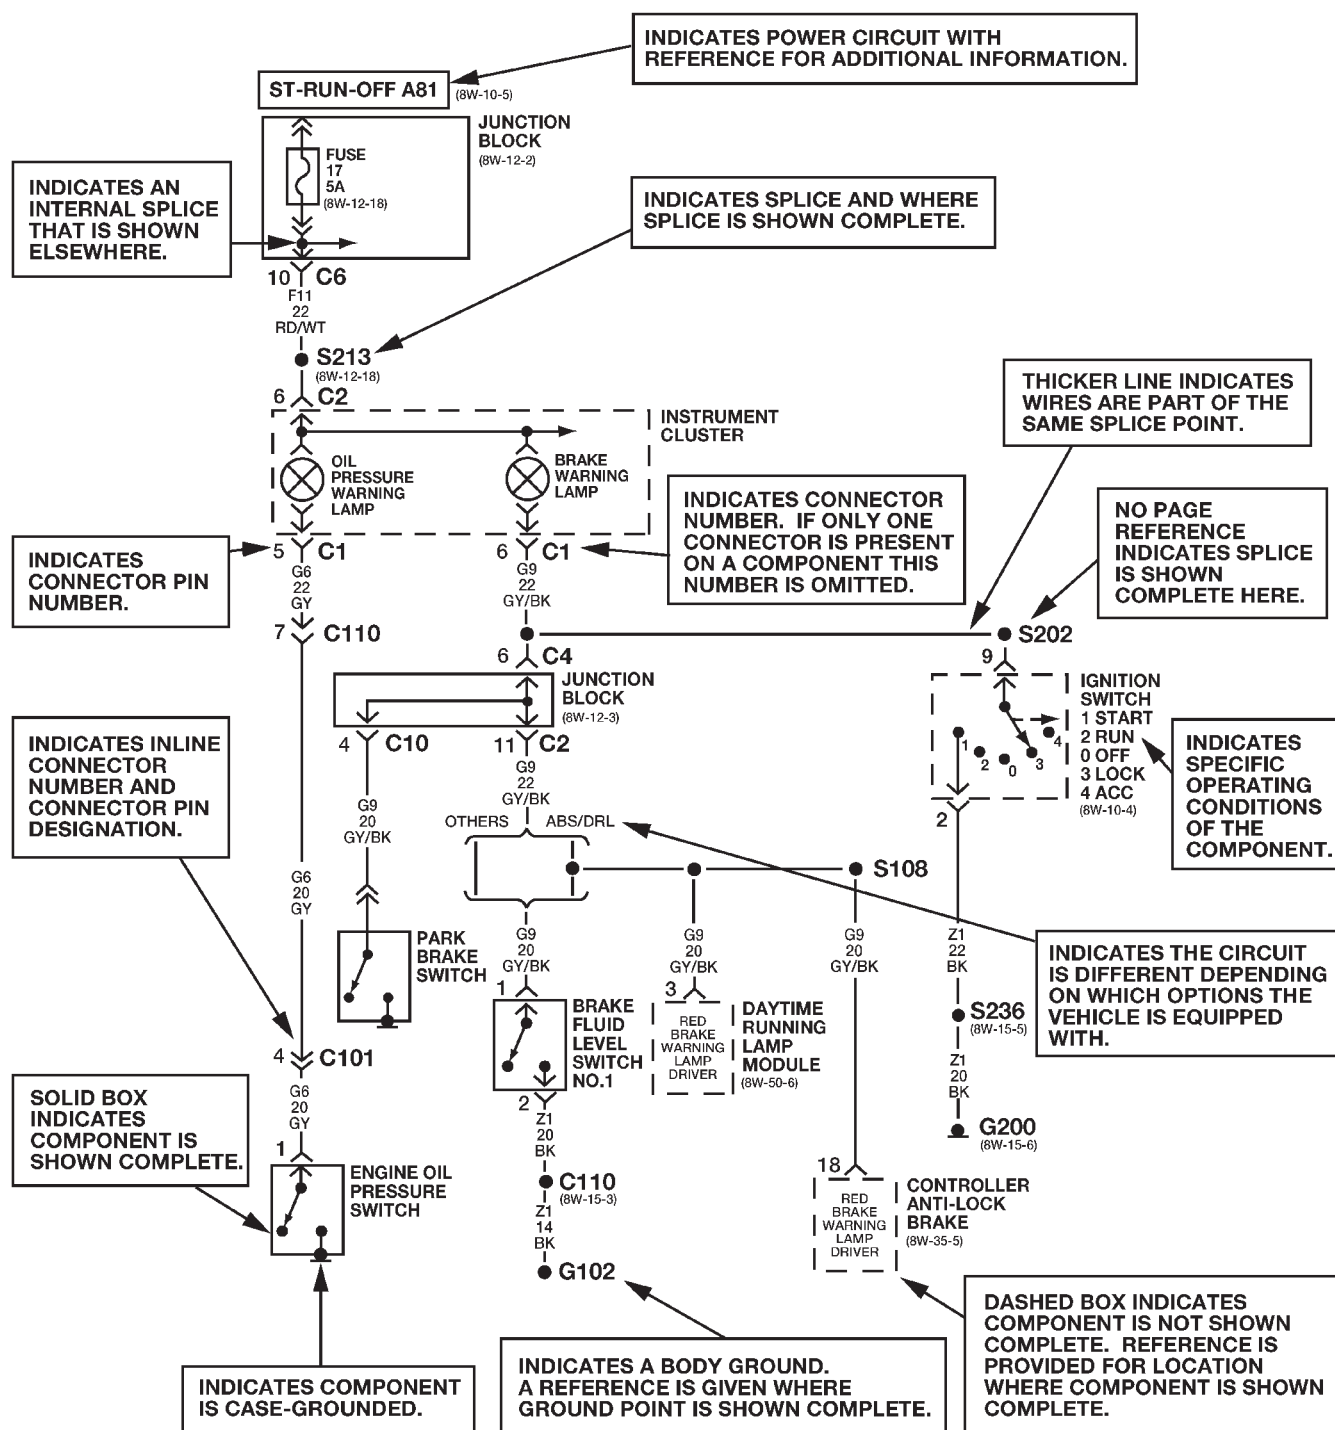 INDICATES POWER CIRCUIT WITH
REFERENCE FOR ADDITIONAL INFORMATION.
ST-RUN-OFF A81
(8W-10-5)
JUNCTION
BLOCK
(8W-12-2)
FUSE
17
5A
(8W-12-18)
INDICATES AN
INTERNAL SPLICE
THAT IS SHOWN
ELSEWHERE.
INDICATES SPLICE AND WHERE
SPLICE IS SHOWN COMPLETE.
10 C6
F11
22
RD/WT
S213
(8W-12-18)
6 C2
INSTRUMENT
CLUSTER
OIL
PRESSURE
WARNING
LAMP
BRAKE
WARNING
LAMP
THICKER LINE INDICATES
WIRES ARE PART OF THE
SAME SPLICE POINT.
INDICATES CONNECTOR
NUMBER. IF ONLY ONE
CONNECTOR IS PRESENT
ON A COMPONENT THIS
NUMBER IS OMITTED.
NO PAGE
REFERENCE
INDICATES SPLICE
IS SHOWN
COMPLETE HERE.
INDICATES
CONNECTOR PIN
NUMBER.
5 C1
G6
22
GY
7 C110
6 C1
G9
22
GY/BK
S202
6 C4
9
JUNCTION
BLOCK
(8W-12-3)
IGNITION
SWITCH
1 START
2 RUN
0 OFF
3 LOCK
4 ACC
(8W-10-4)
1
2
0
3
4
2
INDICATES
SPECIFIC
OPERATING
CONDITIONS
OF THE
COMPONENT.
INDICATES INLINE
CONNECTOR
NUMBER AND
CONNECTOR PIN
DESIGNATION.
4 C10
11 C2
G9
20
GY/BK
G9
22
GY/BK
OTHERS
ABS/DRL
S108
G6
20
GY
PARK
BRAKE
SWITCH
G9
20
GY/BK
G9
20
GY/BK
G9
20
GY/BK
Z1
22
BK
INDICATES THE CIRCUIT
IS DIFFERENT DEPENDING
ON WHICH OPTIONS THE
VEHICLE IS EQUIPPED
WITH.
1
BRAKE
FLUID
LEVEL
SWITCH
NO.1
3
RED
BRAKE
WARNING
LAMP
DRIVER
DAYTIME
RUNNING
LAMP
MODULE
(8W-50-6)
S236
(8W-15-5)
Z1
20
BK
G200
(8W-15-6)
4 C101
G6
20
GY
SOLID BOX
INDICATES
COMPONENT IS
SHOWN COMPLETE.
1
ENGINE OIL
PRESSURE
SWITCH
2
Z1
20
BK
C110
(8W-15-3)
Z1
14
BK
G102
18
RED
BRAKE
WARNING
LAMP
DRIVER
CONTROLLER
ANTI-LOCK
BRAKE
(8W-35-5)
INDICATES COMPONENT
IS CASE-GROUNDED.
INDICATES A BODY GROUND.
A REFERENCE IS GIVEN WHERE
GROUND POINT IS SHOWN COMPLETE.
DASHED BOX INDICATES
COMPONENT IS NOT SHOWN
COMPLETE. REFERENCE IS
PROVIDED FOR LOCATION
WHERE COMPONENT IS SHOWN
COMPLETE.